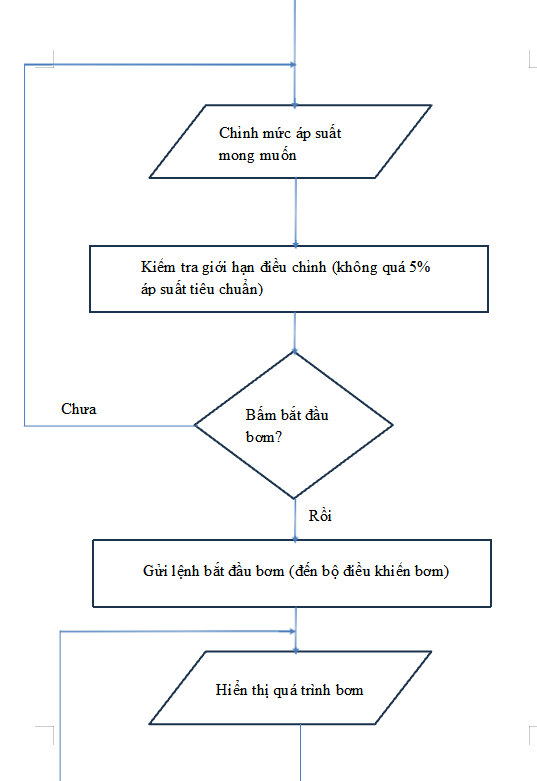 Chỉnh mức áp suất
mong muốn
Kiểm tra giới hạn điều chỉnh (không quá 5%
áp suất tiêu chuẩn)
Chưa
Bấm bắt đầu
bơm?
Rồi
Gửi lệnh bắt đầu bơm (đến bộ điều khiển bơm)
Hiển thị quá trình bơm